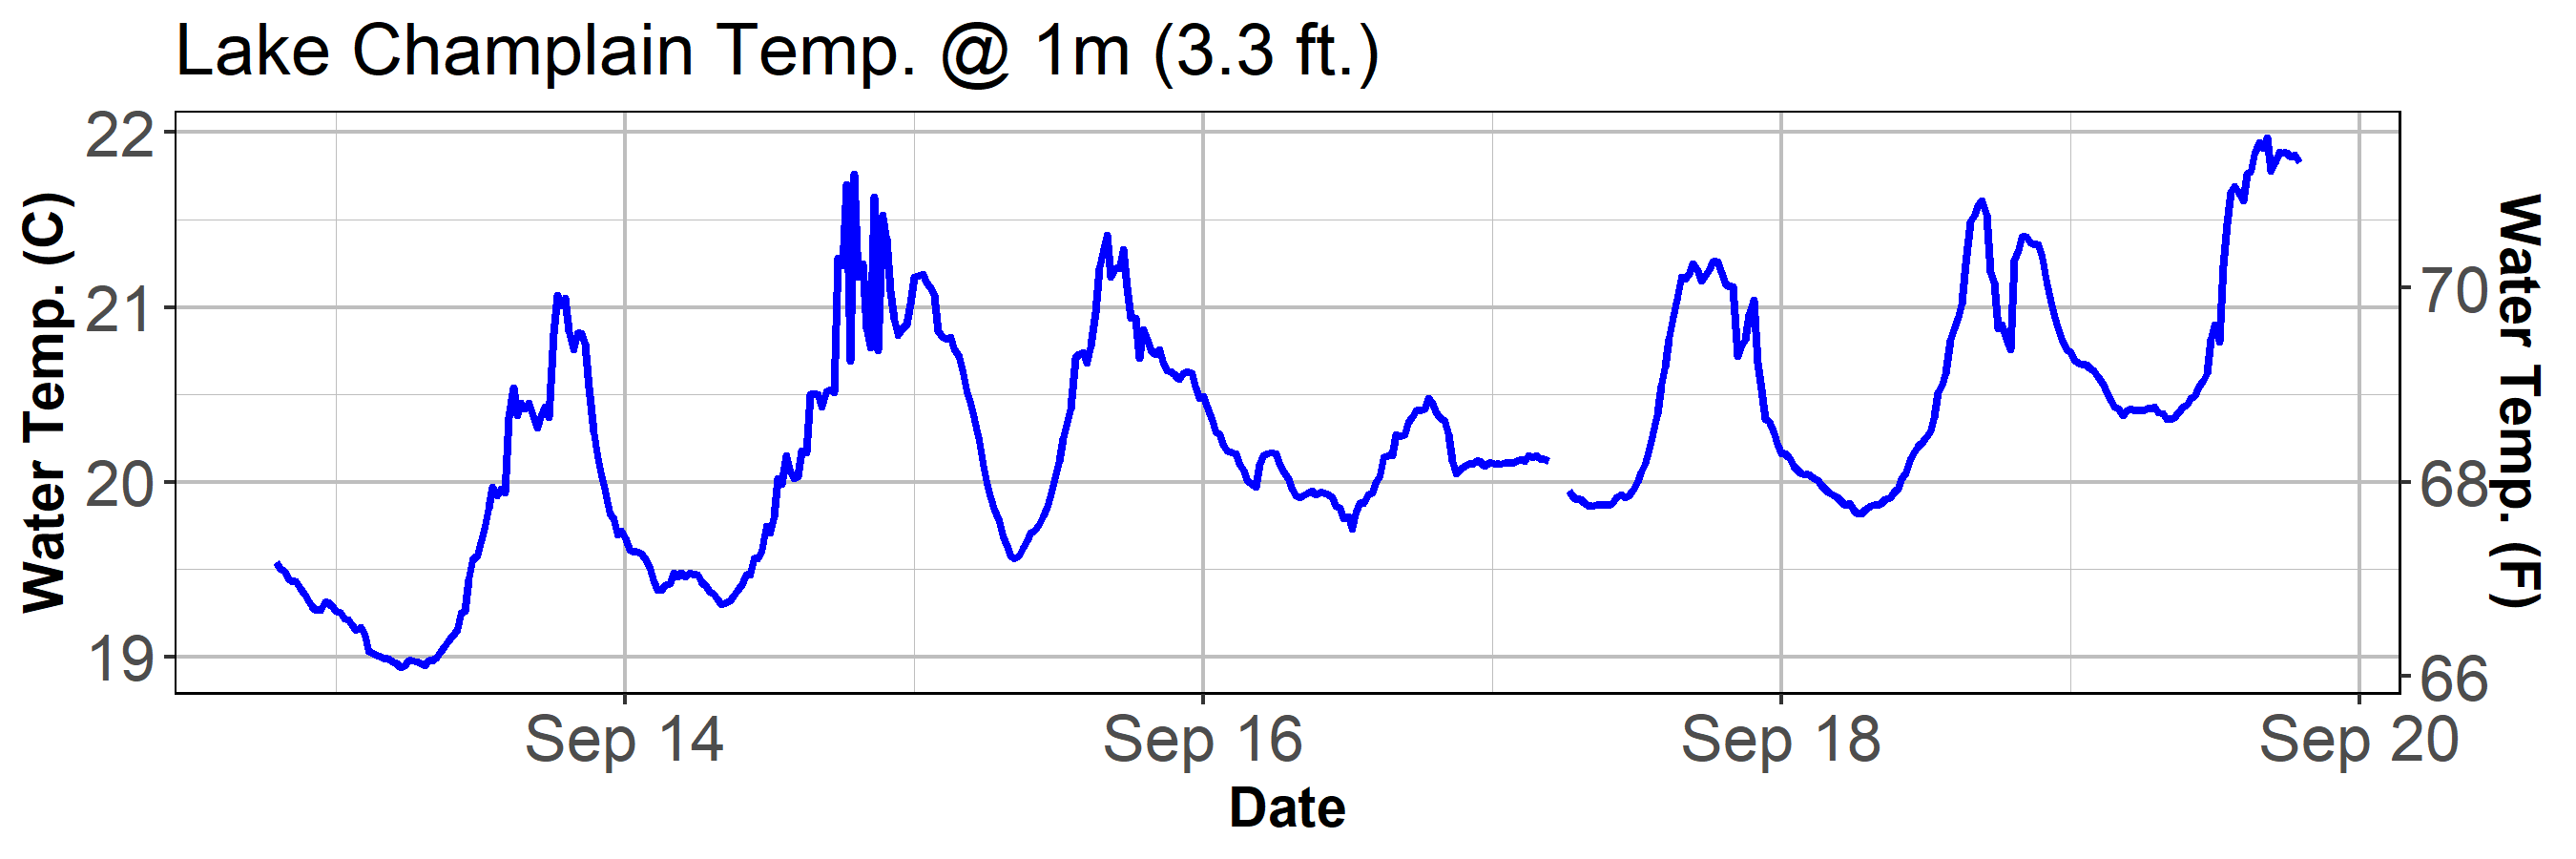 Lake Champlain Temp. @ 1m (3.3 ft.)
Water Temp. (C)
22
21
20
19
70
68
66
Water Temp. (F)
Sep 14
Sep 16
Sep 18
Sep 20
Date